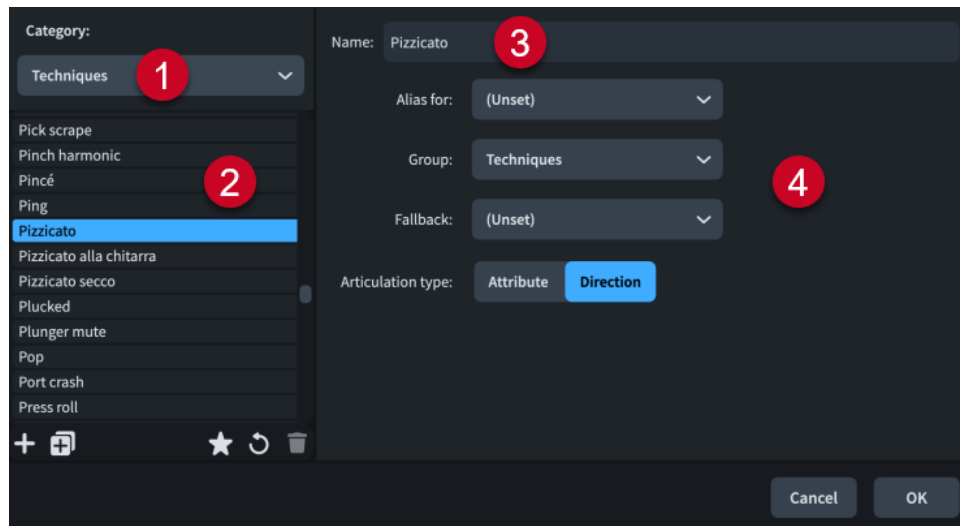 Category:
Techniques
1
Pick scrape
Pinch harmonic
Pincé
2
Ping
Pizzicato
Pizzicato alla chitarra
Pizzicato secco
Plucked
Plunger mute
Pop
Port crash
Press roll
Name: Pizzicato
3
Alias for: (Unset)
Group: Techniques
4
Fallback: (Unset)
Articulation type: Attribute Direction
Cancel OK